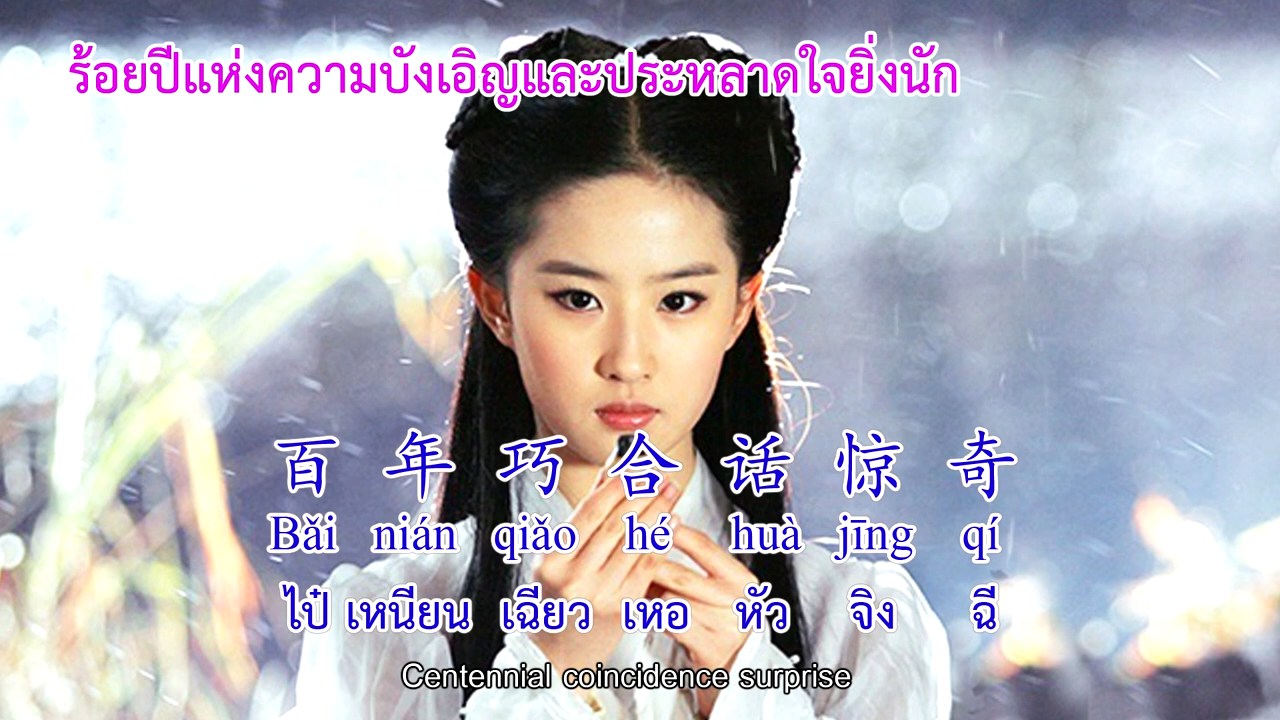 ร้อยปีแห่งความบังเอิญและประหลาดใจยิ่งนัก
百 年 巧 合 话 惊 奇
Bǎi nián qiǎo hé huà jīng qí
ไป๋ เหนียน เฉี่ยว เหอ หัว จิง ฉี
Centennial coincidence surprise